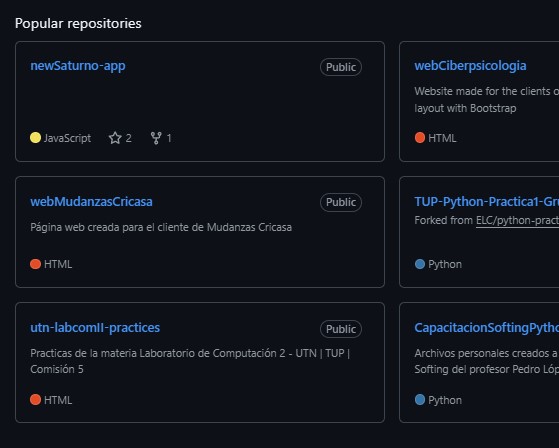 Popular repositories
newSaturno-app
Public
JavaScript 2 1
webCiberpsicologia
Website made for the clients
layout with Bootstrap
HTML
webMudanzasCricasa
Public
Página web creada para el cliente de Mudanzas Cricasa
HTML
TUP-Python-Practica1-Gru
Forked from ELC/python-pract
Python
utn-labcomII-practices
Public
Practicas de la materia Laboratorio de Computación 2 - UTN | TUP |
Comisión 5
HTML
CapacitacionSoftingPytho
Archivos personales creados a
Softing del profesor Pedro Lóp
Python